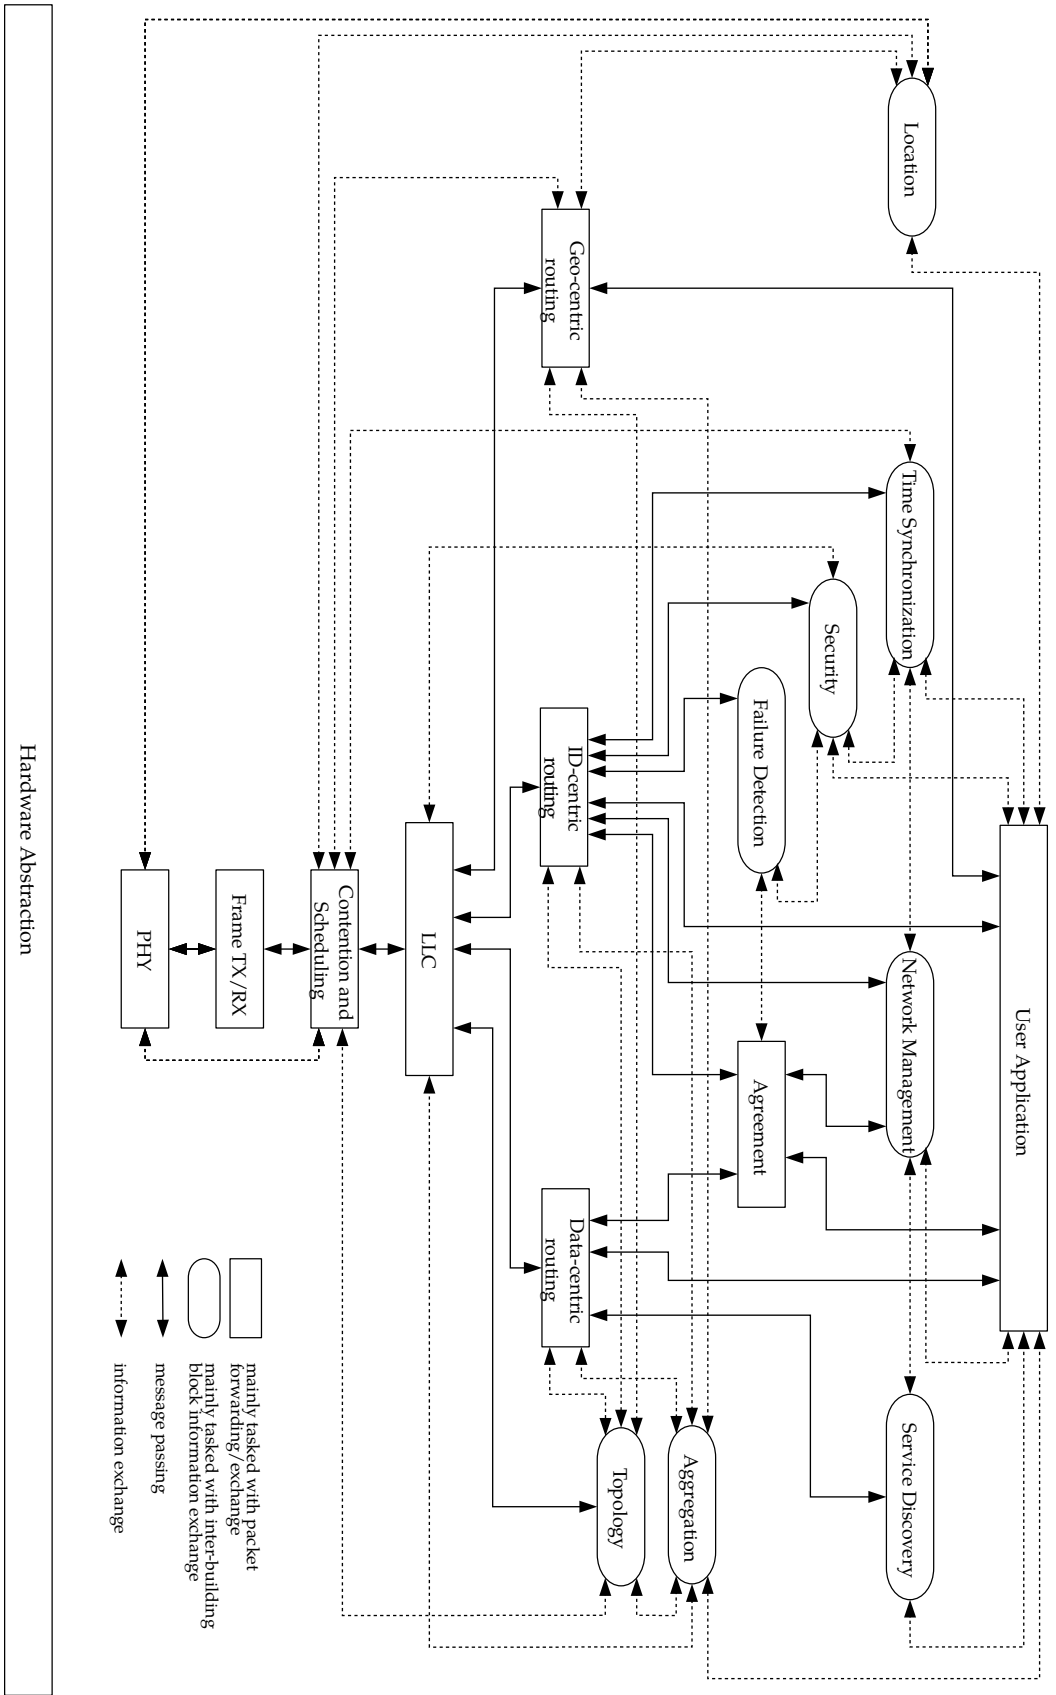 User Application
Location
Time Synchronization
Network Management
Service Discovery
Security
Failure Detection
Agreement
Aggregation
Topology
Geo-centric
routing
ID-centric
routing
Data-centric
routing
LLC
Contention and
Scheduling
Frame TX/RX
PHY
mainly tasked with packet
forwarding/exchange
mainly tasked with inter-building
block information exchange
message passing
information exchange
Hardware Abstraction